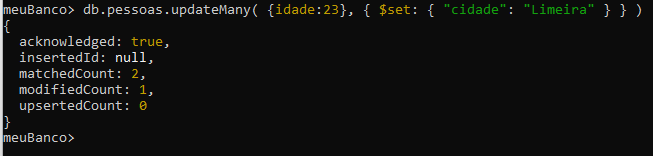 meuBanco> db.pessoas.updateMany( {idade:23}, { $set: { "cidade": "Limeira" } } )
{
  acknowledged: true,
  insertedId: null,
  matchedCount: 2,
  modifiedCount: 1,
  upsertedCount: 0
}
meuBanco>